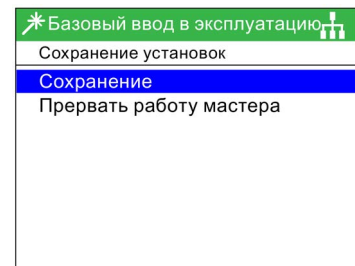 Базовый ввод в эксплуатацию
Сохранение установок
Сохранение
Прервать работу мастера